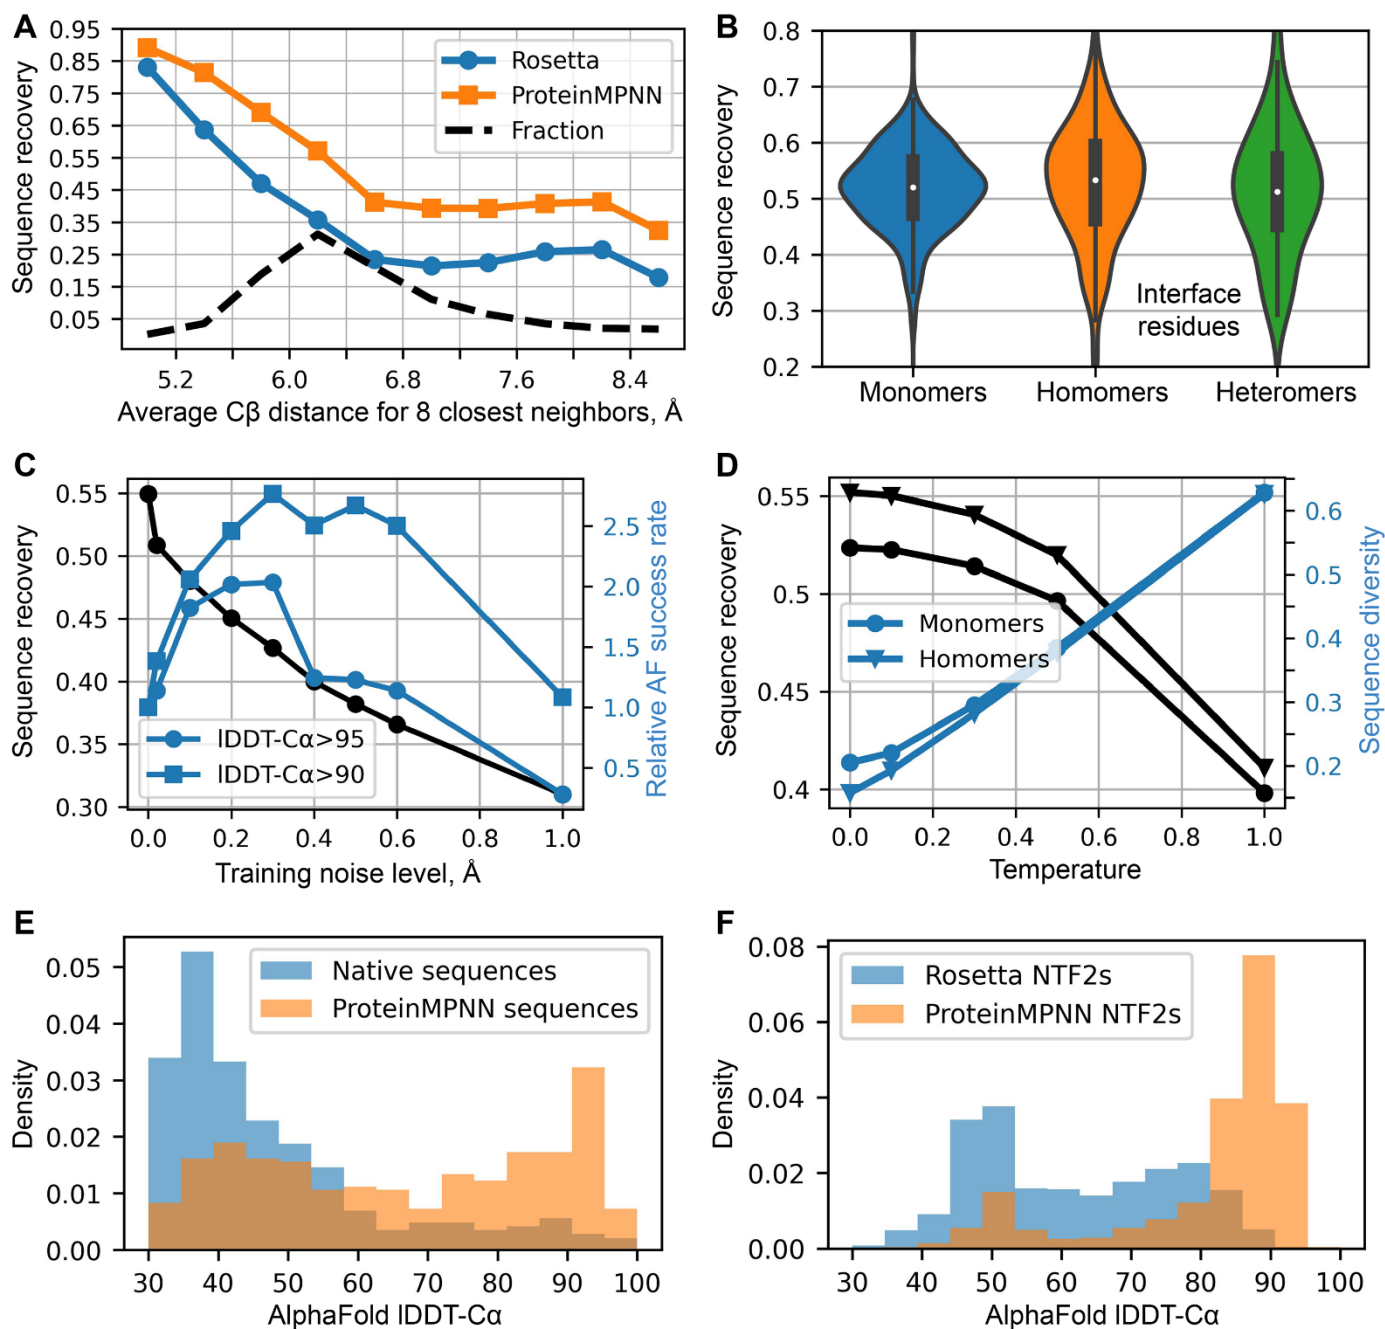 A
Sequence recovery
0.95
0.85
0.75
0.65
0.55
0.45
0.35
0.25
0.15
0.05
Rosetta
ProteinMPNN
Fraction
5.2 6.0 6.8 7.6 8.4
Average Cβ distance for 8 closest neighbors, Å
B
Sequence recovery
0.8
0.7
0.6
0.5
0.4
0.3
0.2
Interface
residues
Monomers Homomers Heteromers
C
Sequence recovery
0.55
0.50
0.45
0.40
0.35
0.30
lDDT-Cα>95
lDDT-Cα>90
2.5
2.0
1.5
1.0
0.5
Relative AF success rate
0.0 0.2 0.4 0.6 0.8 1.0
Training noise level, Å
D
Sequence recovery
0.55
0.5
0.45
0.4
Monomers
Homomers
0.6
0.5
0.4
0.3
0.2
Sequence diversity
0.0 0.2 0.4 0.6 0.8 1.0
Temperature
E
Density
0.05
0.04
0.03
0.02
0.01
0.00
Native sequences
ProteinMPNN sequences
30 40 50 60 70 80 90 100
AlphaFold lDDT-Cα
F
Density
0.08
0.06
0.04
0.02
0.00
Rosetta NTF2s
ProteinMPNN NTF2s
30 40 50 60 70 80 90 100
AlphaFold lDDT-Cα